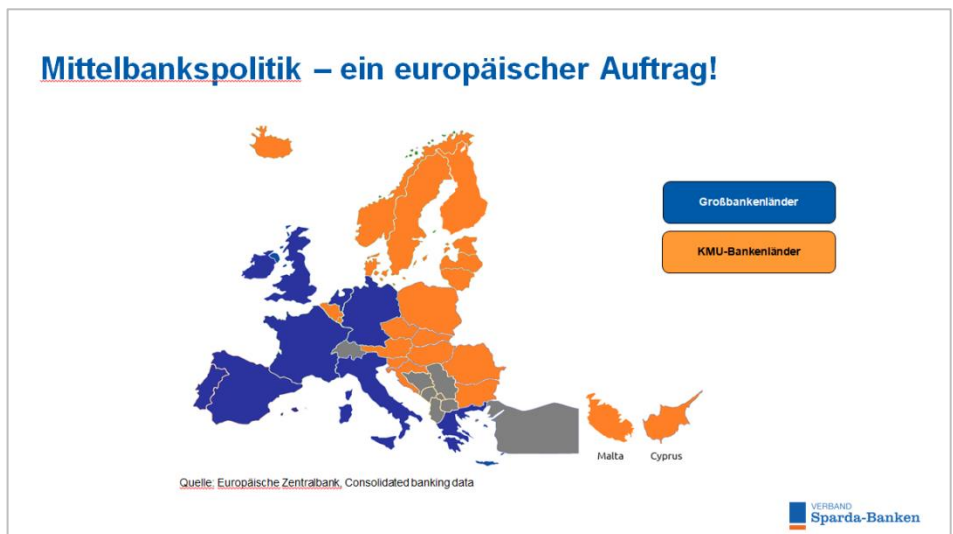 Mittelbankspolitik – ein europäischer Auftrag!
Großbankenländer
KMU-Bankenländer
Malta Cyprus
Quelle: Europäische Zentralbank, Consolidated banking data
VERBAND
Sparda-Banken